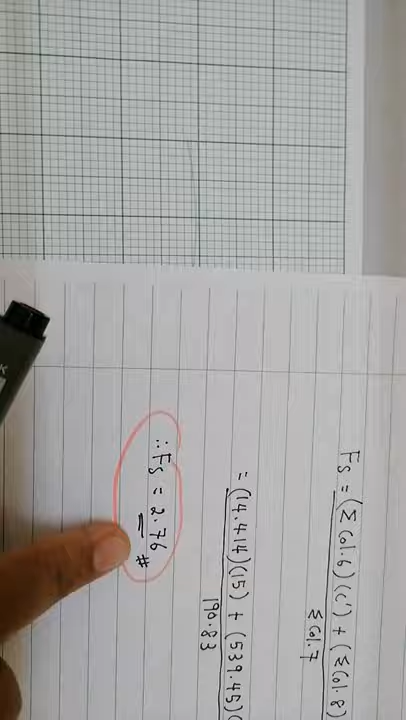 Fs = (Σ Col. 6)(c') + (Σ Col. 8)
Σ Col. 7
= (14.414)(15) + (539.45)(
190.83
∴ Fs = 2.76 #
K